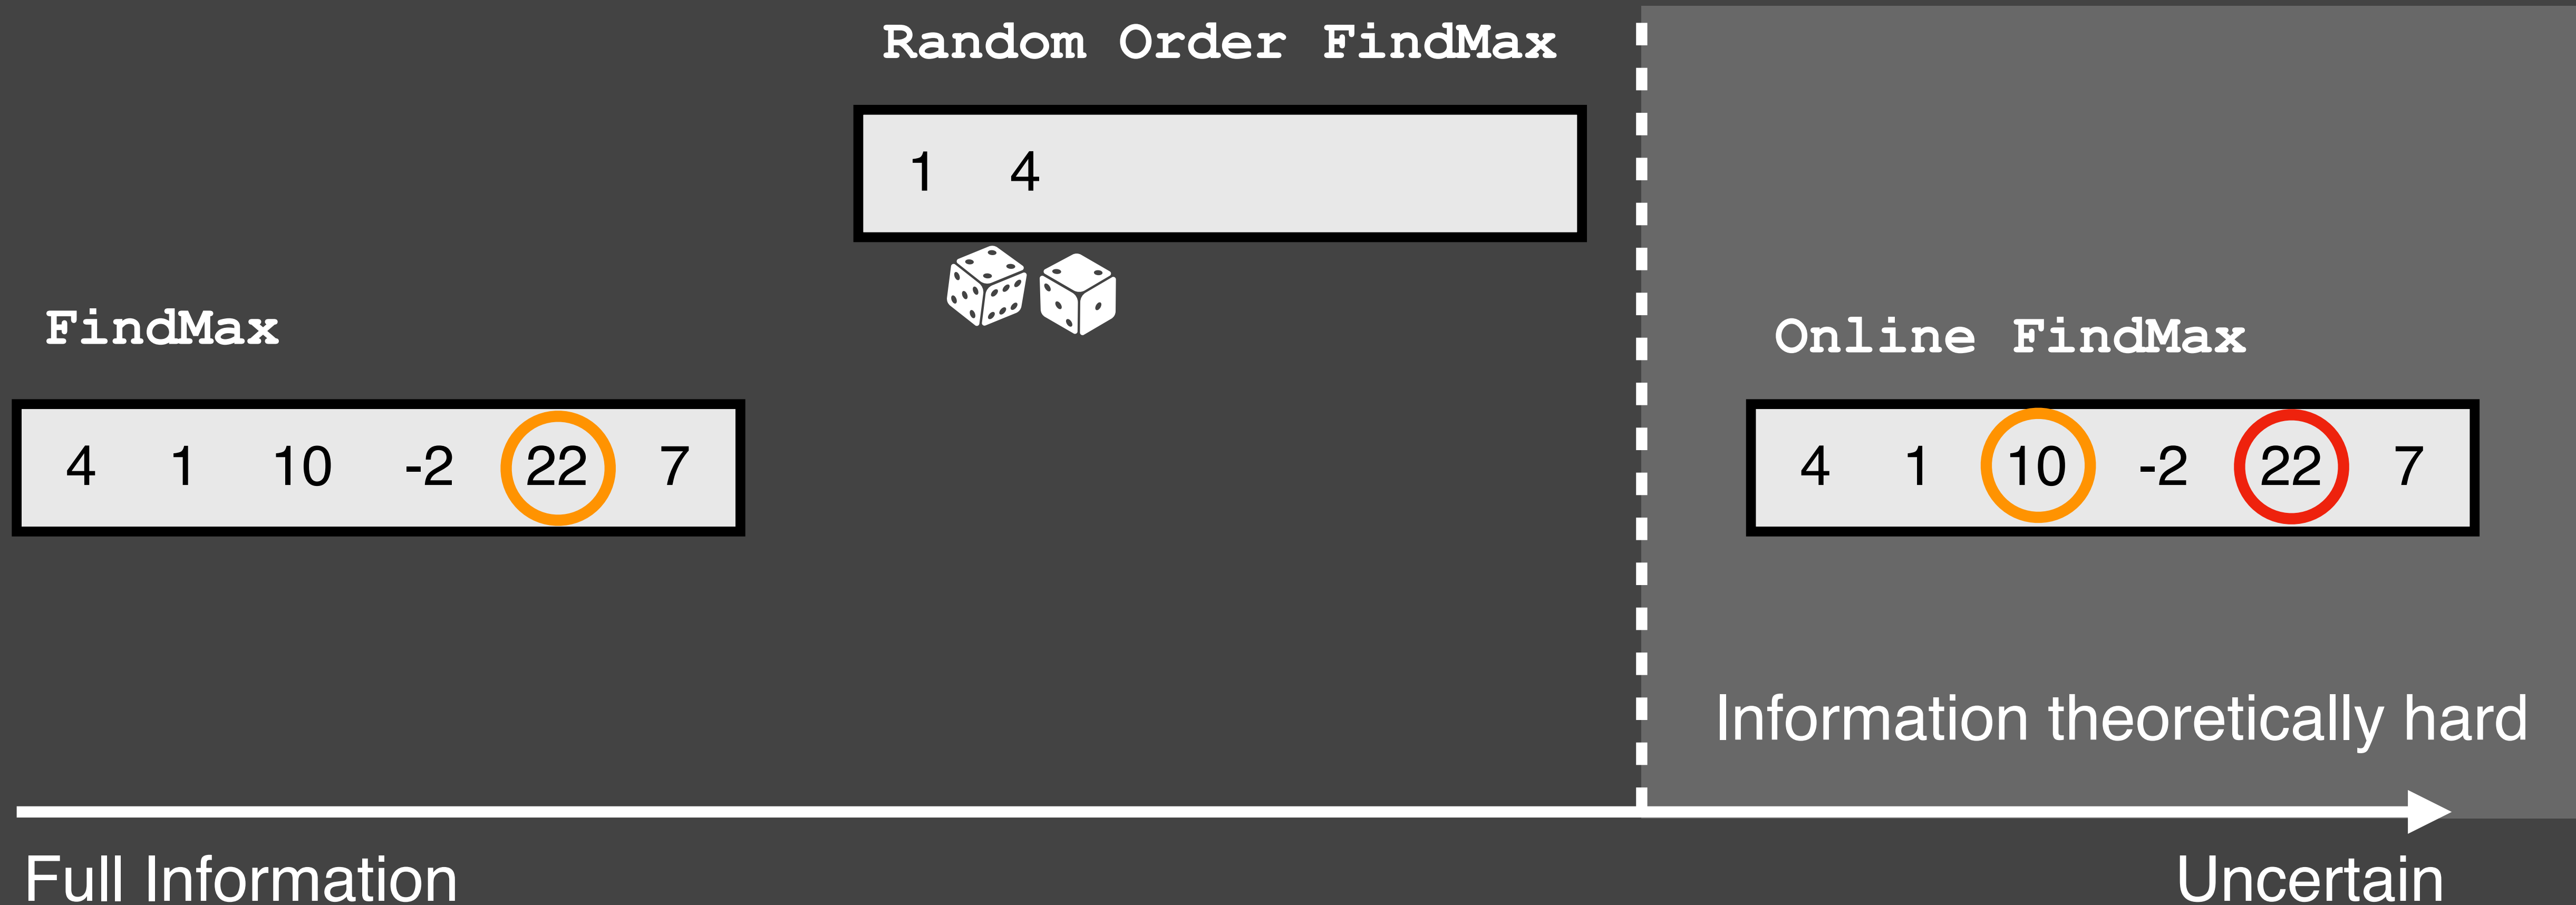 Random Order FindMax
1 4
FindMax
4 1 10 -2 22 7
Online FindMax
4 1 10 -2 22 7
Information theoretically hard
Full Information
Uncertain